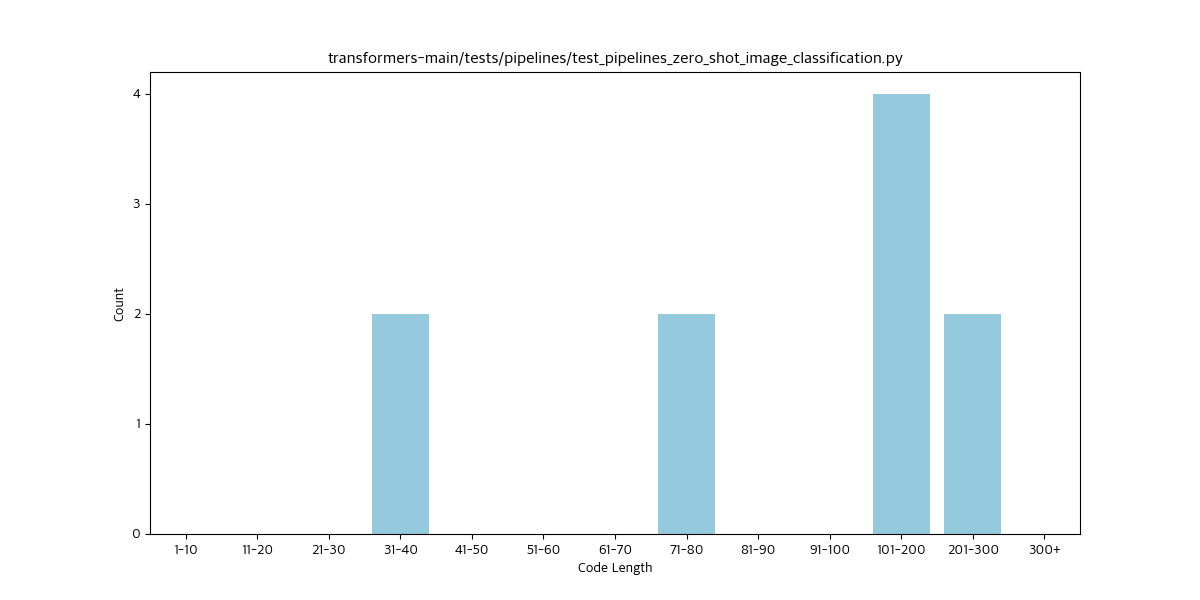 transformers-main/tests/pipelines/test_pipelines_zero_shot_image_classification.py
4
3
2
1
0
Count
1-10 11-20 21-30 31-40 41-50 51-60 61-70 71-80 81-90 91-100 101-200 201-300 300+
Code Length